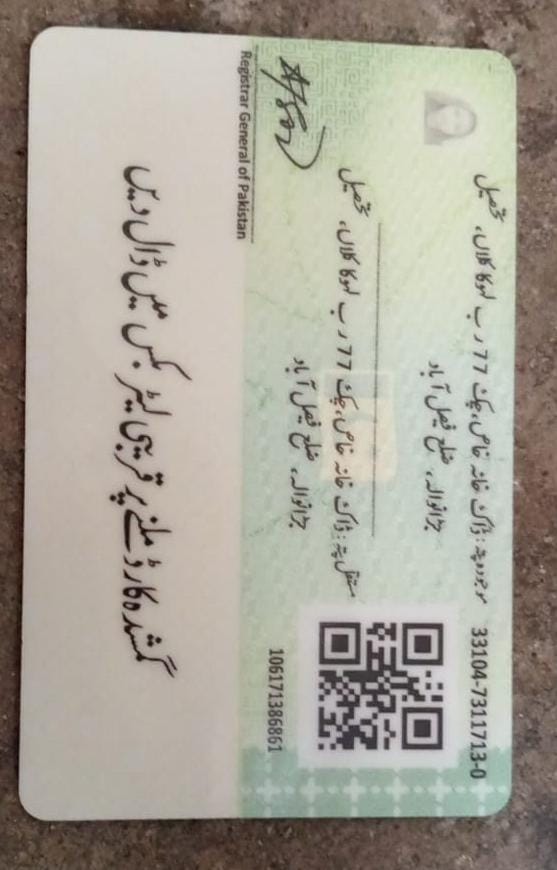 33104-7311713-0
موجودہ پتہ: ڈاک خانہ خاص، چک 77 ر ب لہوکا کلاں، تحصیل
جڑانوالہ، ضلع فیصل آباد
مستقل پتہ: ڈاک خانہ خاص، چک 77 ر ب لہوکا کلاں، تحصیل
جڑانوالہ، ضلع فیصل آباد
106171386861
Registrar General of Pakistan
گمشدہ کارڈ ملنے پر قریبی لیٹر بکس میں ڈال دیں